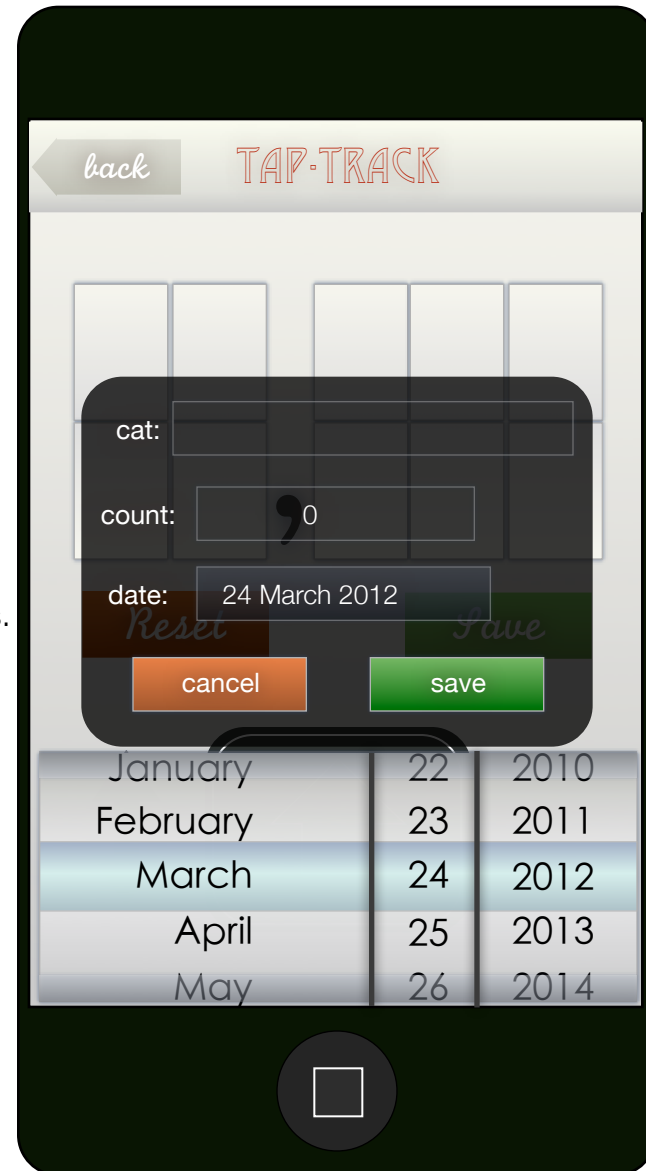 back TAP·TRACK
cat:
,
count: 0
date: 24 March 2012
Reset Save
cancel save
January 22 2010
February 23 2011
March 24 2012
April 25 2013
May 26 2014